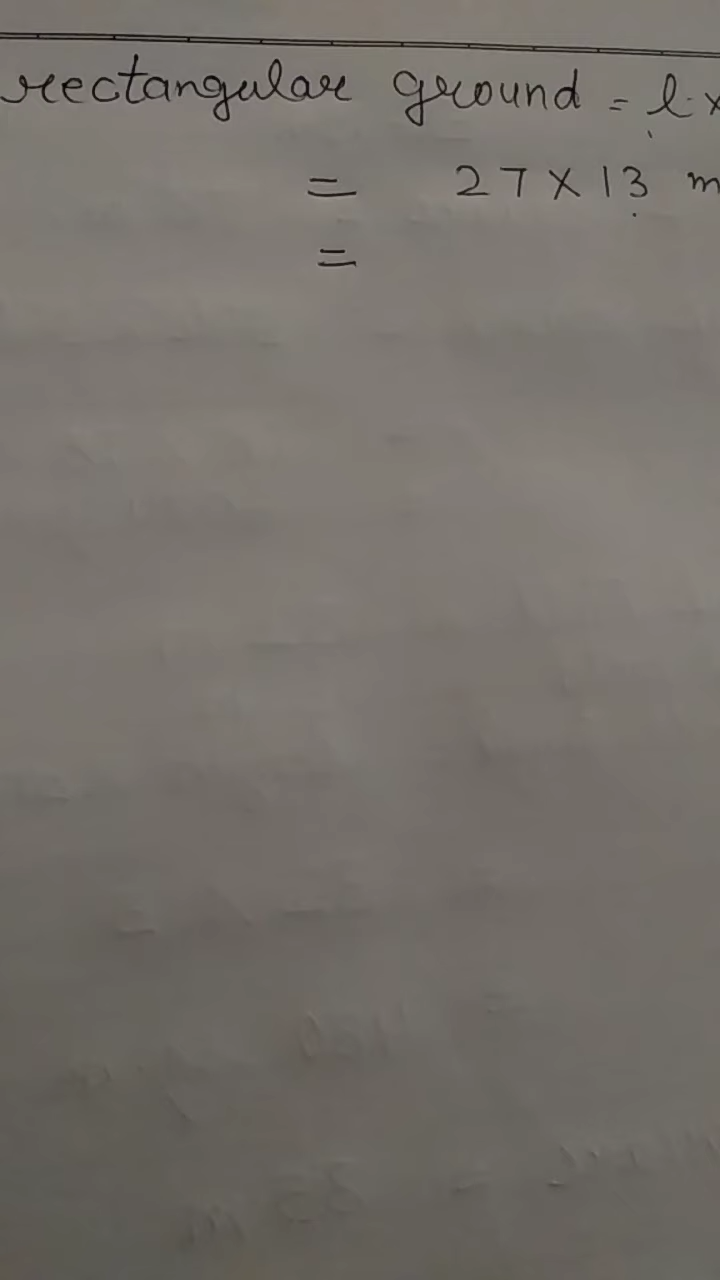 rectangular ground = l x
= 27 X 13 m
=